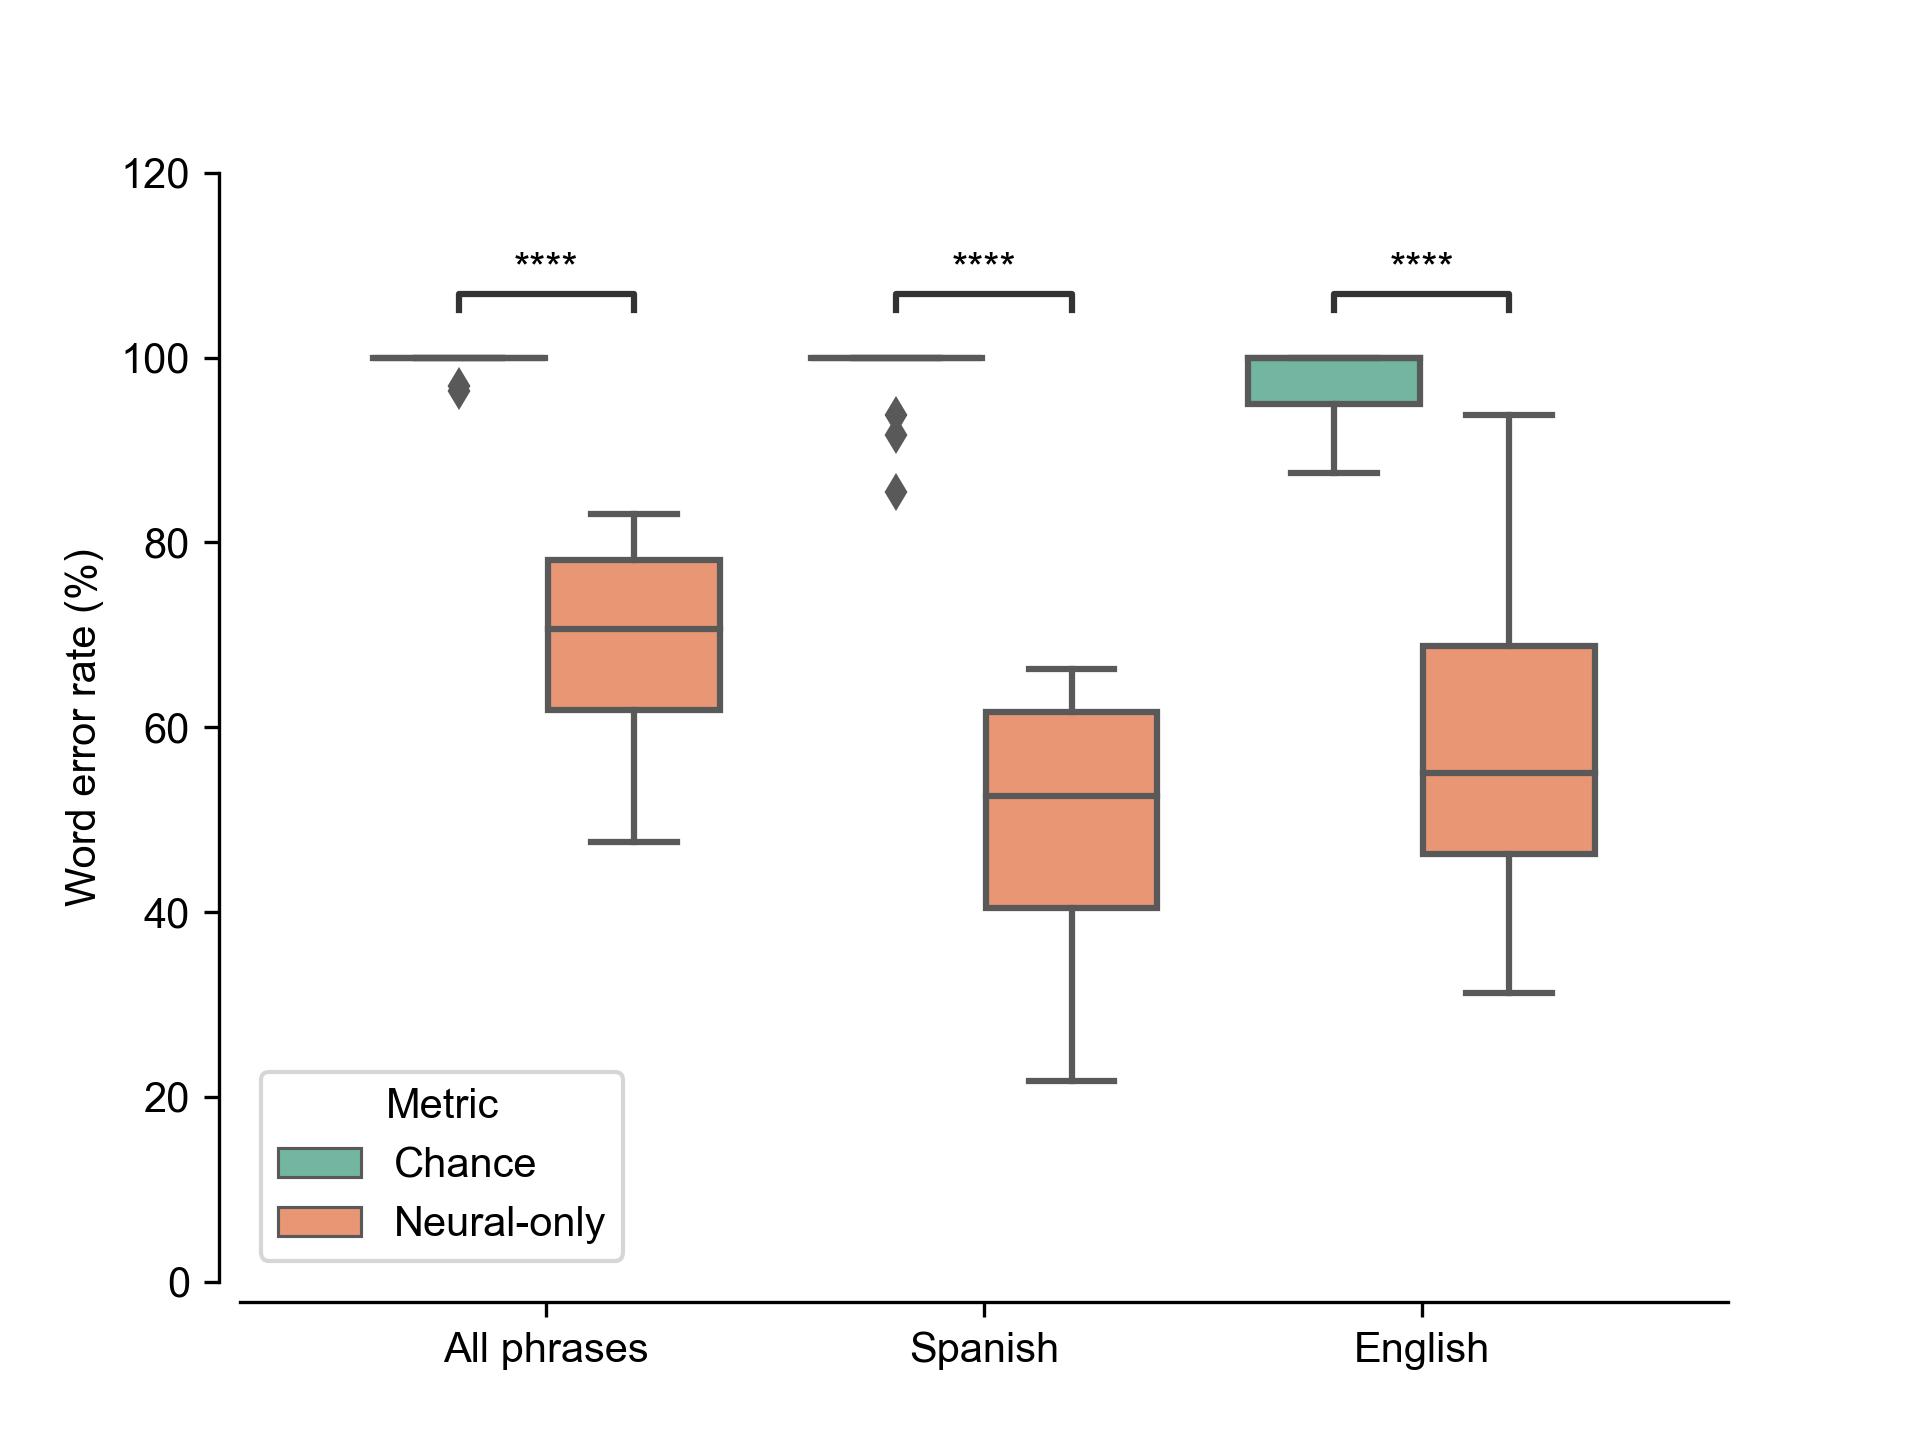 120
100
80
60
40
20
0
Word error rate (%)
****
****
****
Metric
Chance
Neural-only
All phrases
Spanish
English